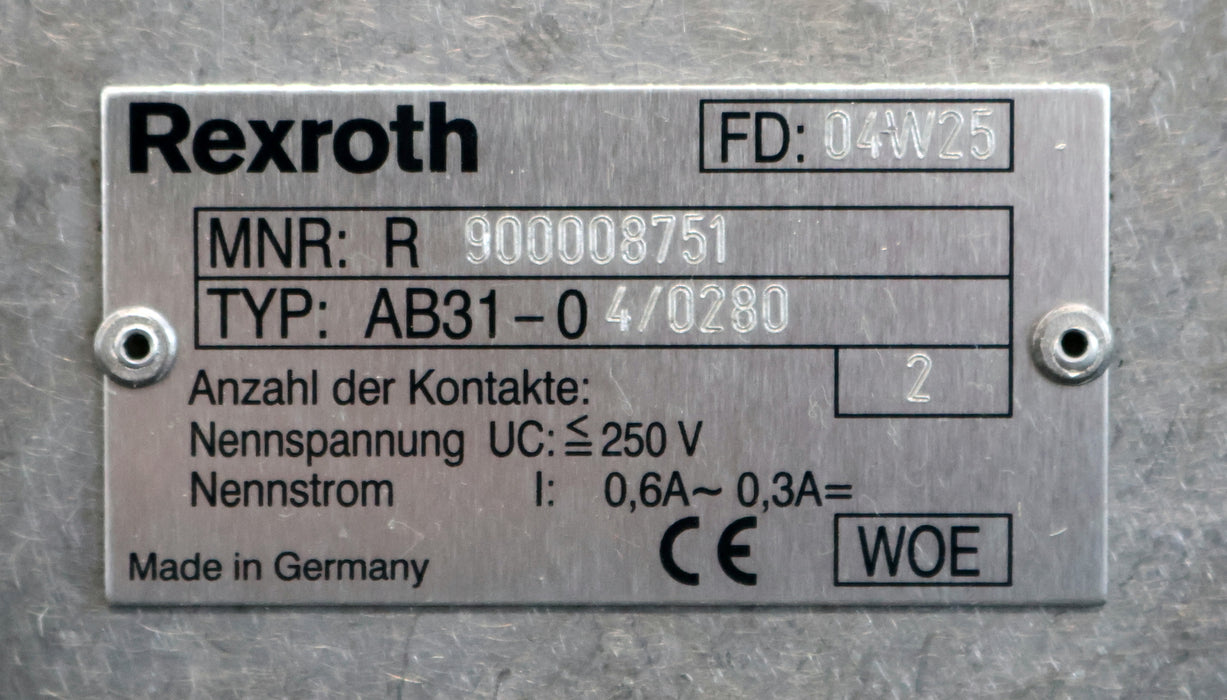 Rexroth
FD: 04W25
MNR: R 900008751
TYP: AB31-04/0280
Anzahl der Kontakte: 2
Nennspannung UC: ≦ 250 V
Nennstrom I: 0,6A~ 0,3A=
CE
WOE
Made in Germany